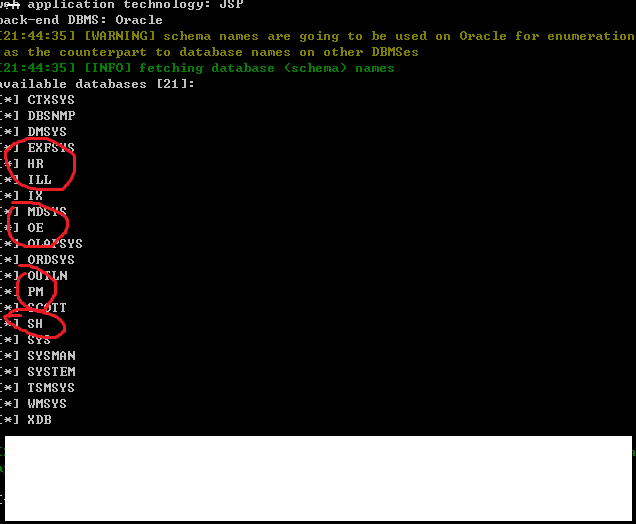 web application technology: JSP
back-end DBMS: Oracle
[21:44:35] [WARNING] schema names are going to be used on Oracle for enumeration
as the counterpart to database names on other DBMSes
[21:44:35] [INFO] fetching database (schema) names
available databases [21]:
[*] CTXSYS
[*] DBSNMP
[*] DMSYS
[*] EXFSYS
[*] HR
[*] ILL
[*] IX
[*] MDSYS
[*] OE
[*] OLAPSYS
[*] ORDSYS
[*] OUTLN
[*] PM
[*] SCOTT
[*] SH
[*] SYS
[*] SYSMAN
[*] SYSTEM
[*] TSMSYS
[*] WMSYS
[*] XDB